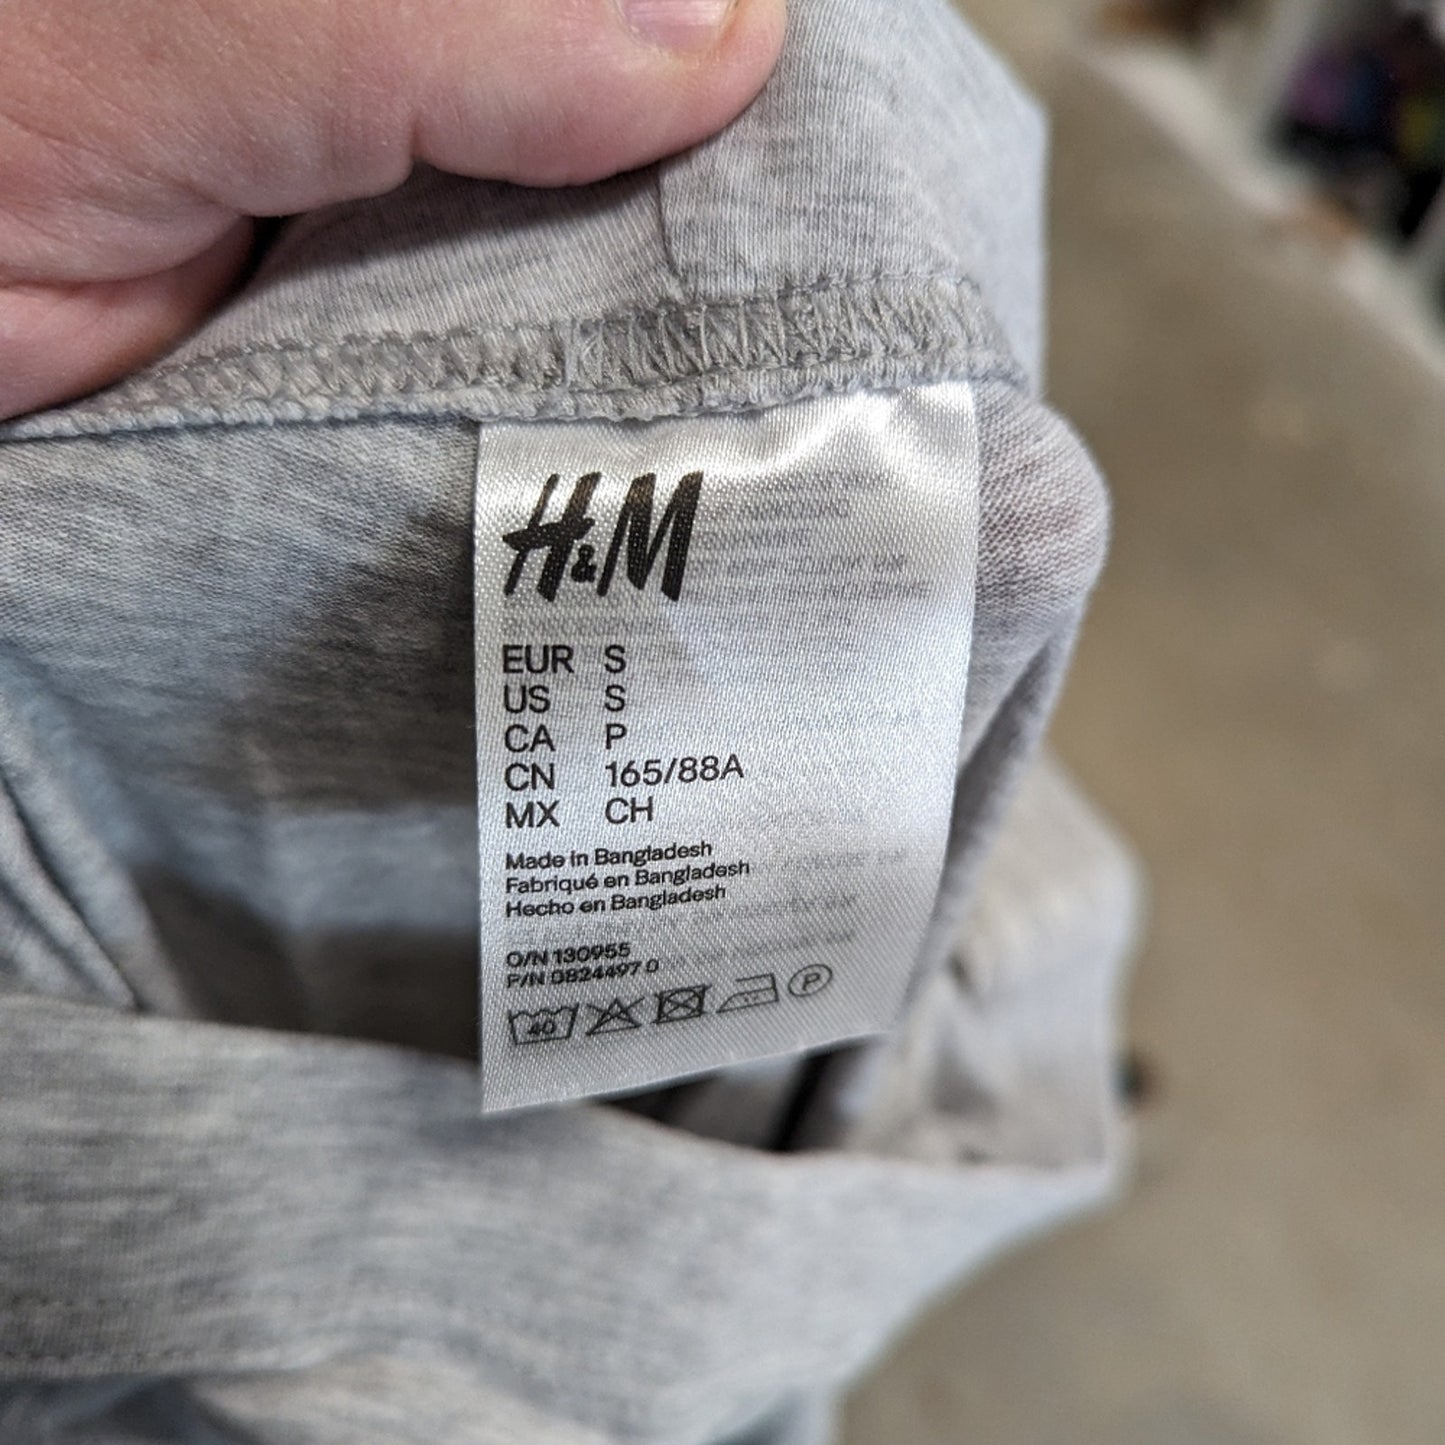 H&M
EUR S
US S
CA P
CN 165/88A
MX CH
Made in Bangladesh
Fabriqué en Bangladesh
Hecho en Bangladesh
O/N 130955
P/N 0824497 0
40
P